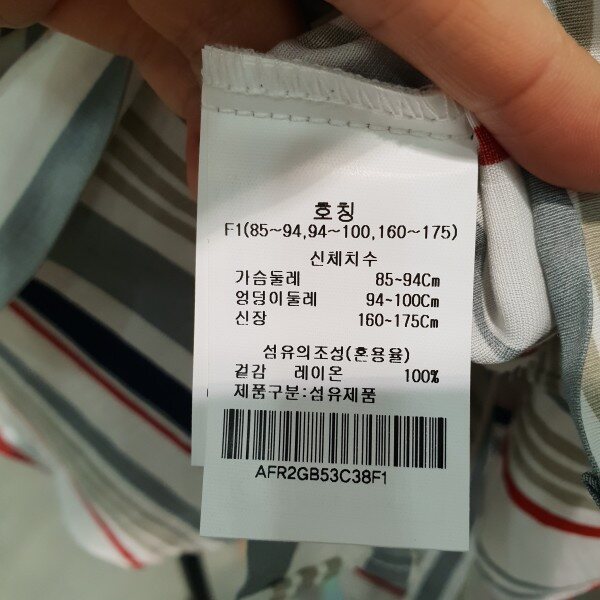 호칭
F1(85~94,94~100,160~175)
신체치수
가슴둘레 85~94Cm
엉덩이둘레 94~100Cm
신장 160~175Cm
섬유의조성(혼용율)
겉감 레이온 100%
제품구분:섬유제품
AFR2GB53C38F1